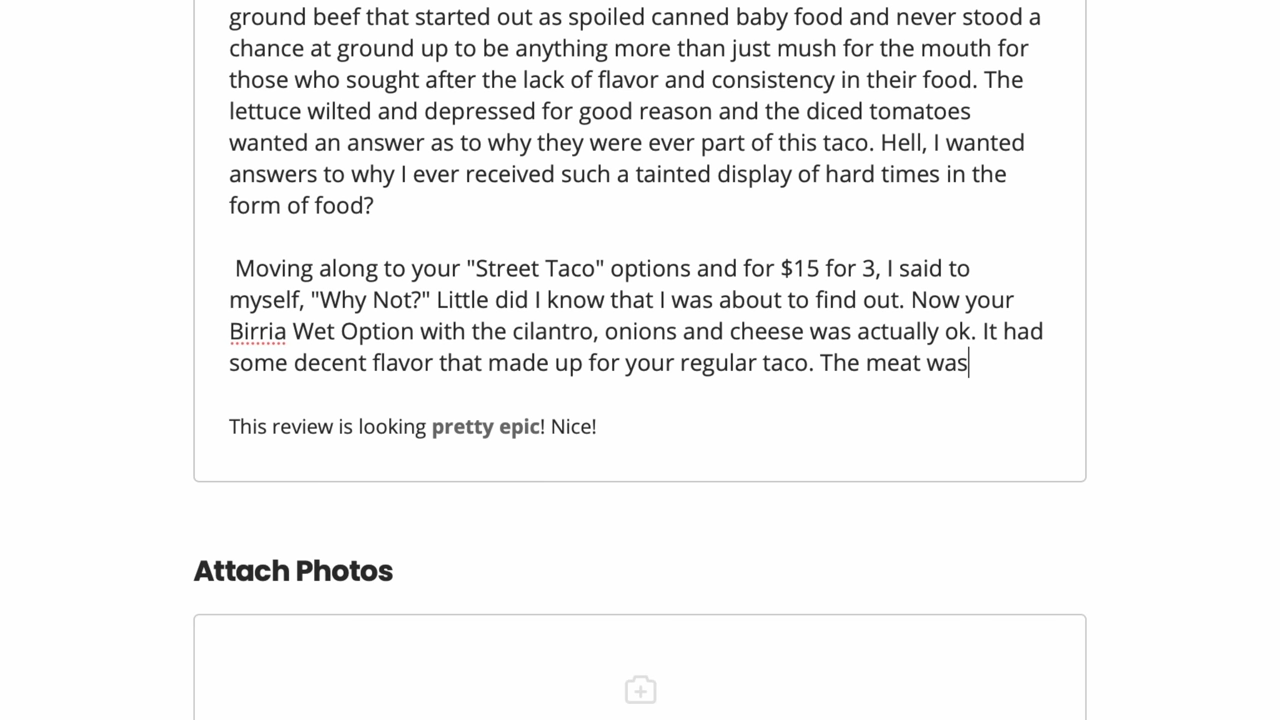 ground beef that started out as spoiled canned baby food and never stood a
chance at ground up to be anything more than just mush for the mouth for
those who sought after the lack of flavor and consistency in their food. The
lettuce wilted and depressed for good reason and the diced tomatoes
wanted an answer as to why they were ever part of this taco. Hell, I wanted
answers to why I ever received such a tainted display of hard times in the
form of food?
Moving along to your "Street Taco" options and for $15 for 3, I said to
myself, "Why Not?" Little did I know that I was about to find out. Now your
Birria Wet Option with the cilantro, onions and cheese was actually ok. It had
some decent flavor that made up for your regular taco. The meat was
This review is looking pretty epic! Nice!
Attach Photos